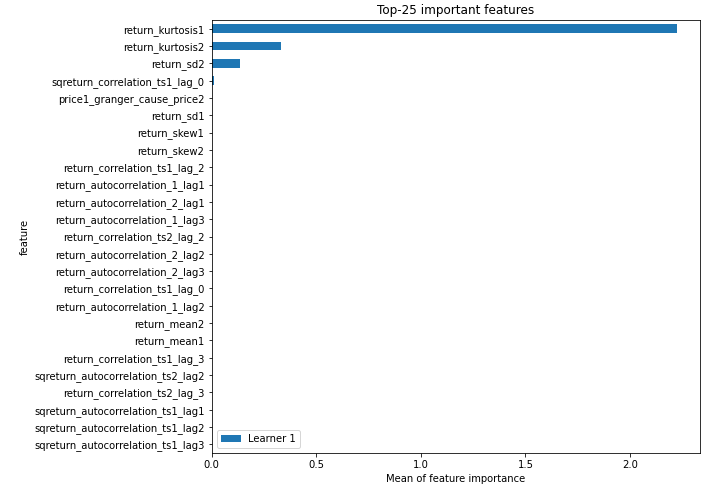 Top-25 important features
return_kurtosis1
return_kurtosis2
return_sd2
sqreturn_correlation_ts1_lag_0
price1_granger_cause_price2
return_sd1
return_skew1
return_skew2
return_correlation_ts1_lag_2
return_autocorrelation_1_lag1
return_autocorrelation_2_lag1
return_autocorrelation_1_lag3
return_correlation_ts2_lag_2
return_autocorrelation_2_lag2
return_autocorrelation_2_lag3
return_correlation_ts1_lag_0
return_autocorrelation_1_lag2
return_mean2
return_mean1
return_correlation_ts1_lag_3
sqreturn_autocorrelation_ts2_lag2
return_correlation_ts2_lag_3
sqreturn_autocorrelation_ts1_lag1
sqreturn_autocorrelation_ts1_lag2
sqreturn_autocorrelation_ts1_lag3
feature
Learner 1
0.0 0.5 1.0 1.5 2.0
Mean of feature importance